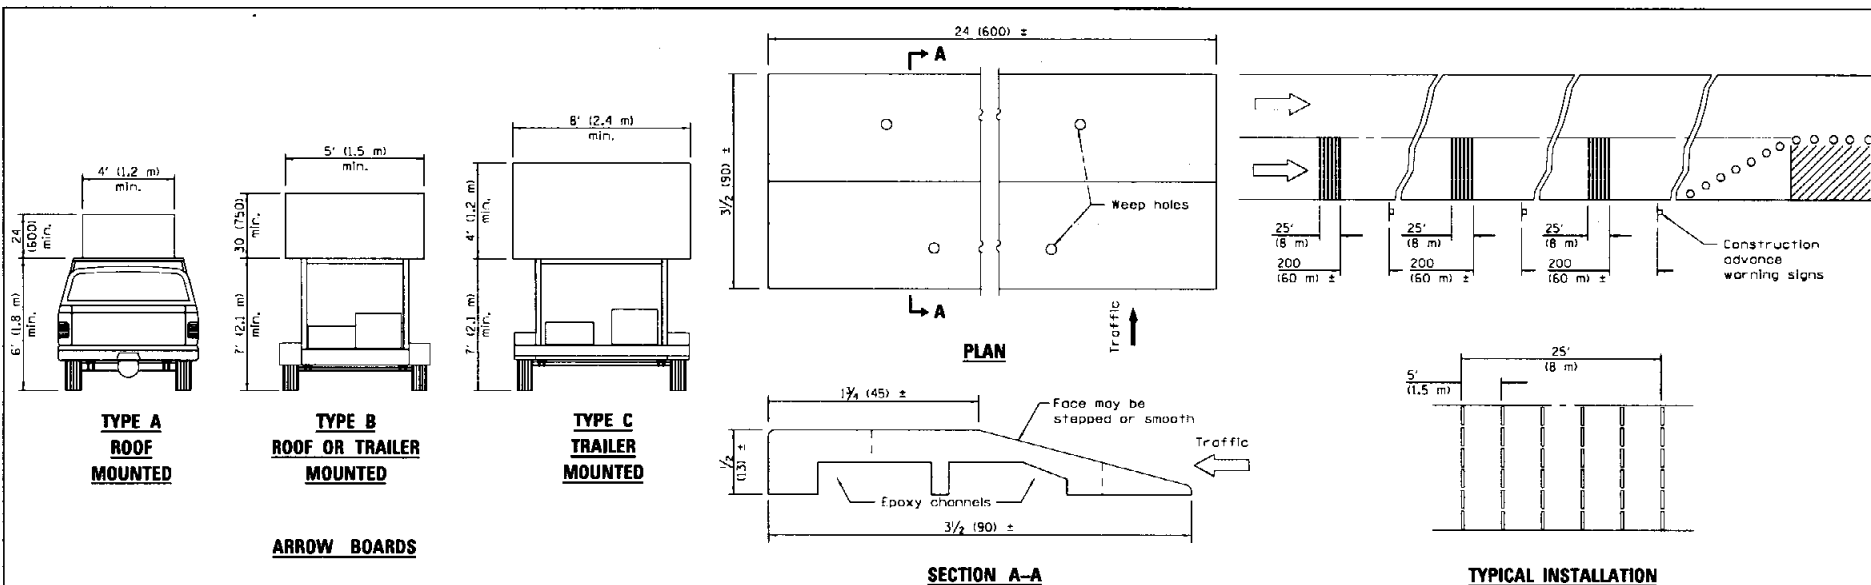 4' (1.2 m)
min.
24
(600)
min.
6' (1.8 m)
min.
TYPE A
ROOF
MOUNTED
5' (1.5 m)
min.
30 (750)
min.
7' (2.1 m)
min.
TYPE B
ROOF OR TRAILER
MOUNTED
8' (2.4 m)
min.
4' (1.2 m)
min.
7' (2.1 m)
min.
TYPE C
TRAILER
MOUNTED
ARROW BOARDS
24 (600) ±
A
3½ (90) ±
Weep holes
A
Traffic
PLAN
1¾ (45) ±
Face may be
stepped or smooth
Traffic
½
(13) ±
Epoxy channels
3½ (90) ±
SECTION A-A
25'
(8 m)
200
(60 m) ±
25'
(8 m)
200
(60 m) ±
25'
(8 m)
200
(60 m) ±
Construction
advance
warning signs
25'
(8 m)
5'
(1.5 m)
TYPICAL INSTALLATION